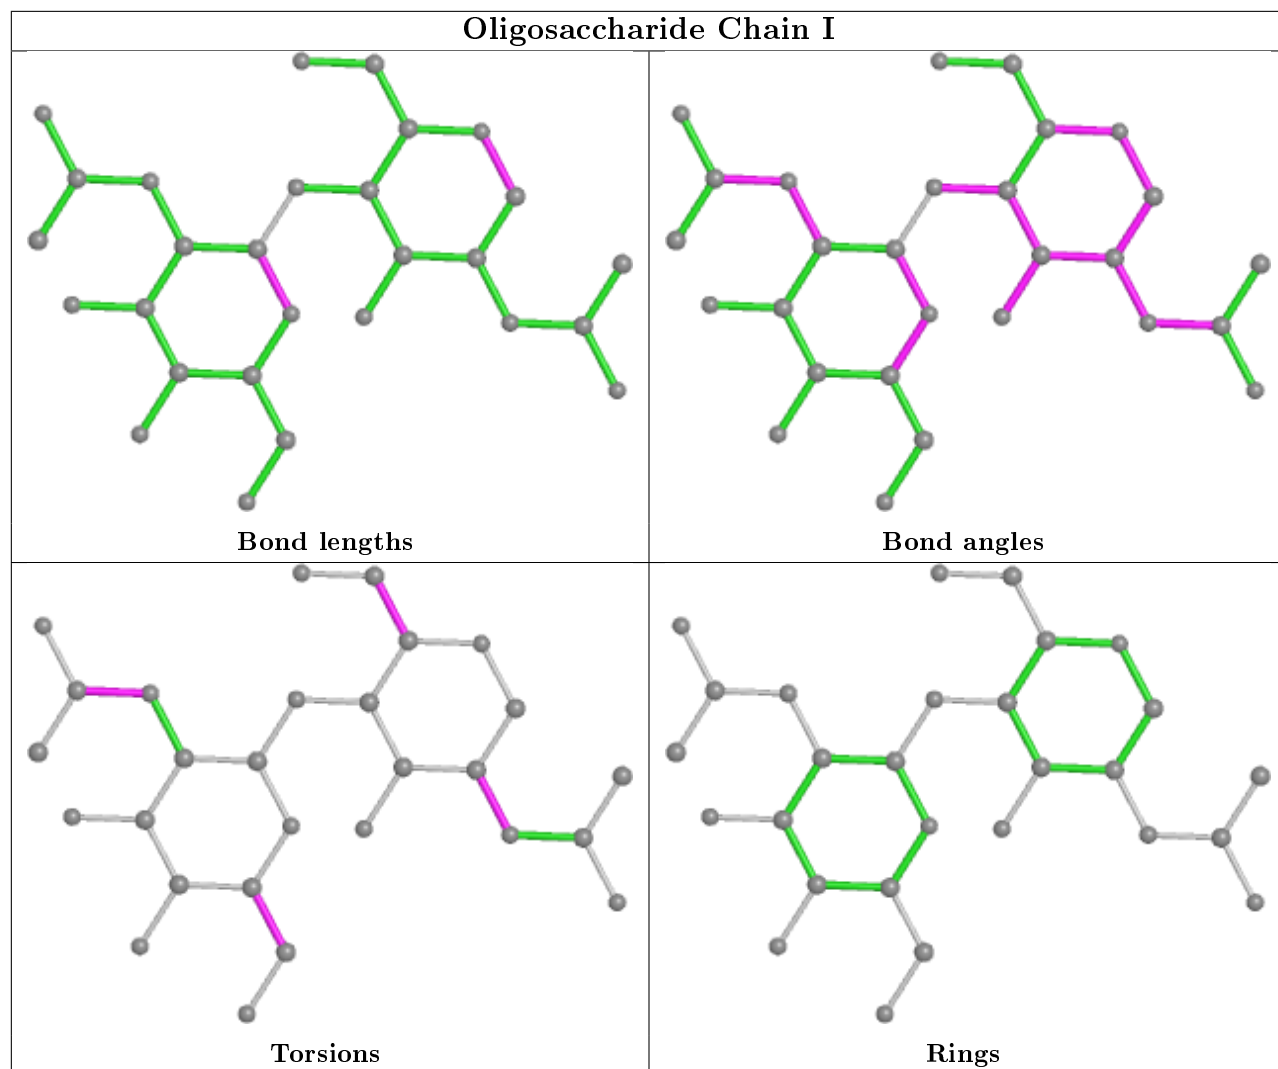 Oligosaccharide Chain I
Bond lengths
Bond angles
Torsions
Rings